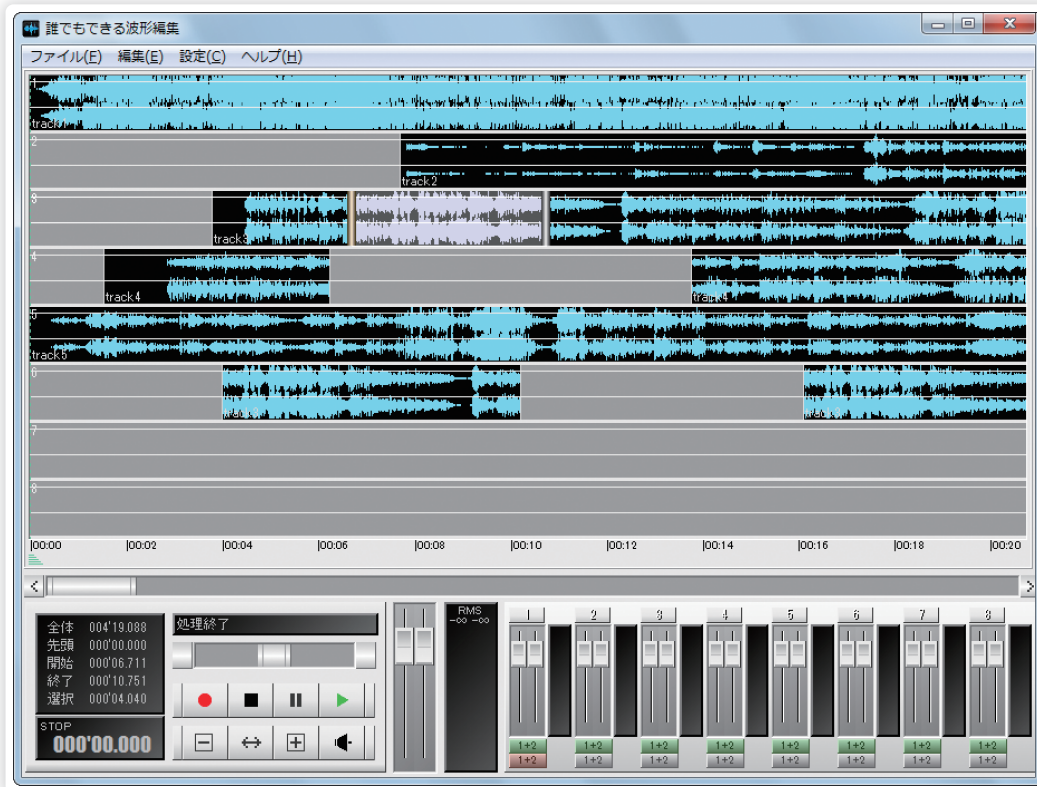 誰でもできる波形編集
ファイル(F) 編集(E) 設定(C) ヘルプ(H)
1
track1
2
track2
3
track3
4
track4 track4
5
track5
6
track3 track3
7
8
00:00 00:02 00:04 00:06 00:08 00:10 00:12 00:14 00:16 00:18 00:20
全体 004'19.088
先頭 000'00.000
開始 000'06.711
終了 000'10.751
選択 000'04.040
STOP
000'00.000
処理終了
RMS
-∞ -∞
1 2 3 4 5 6 7 8
1+2 1+2 1+2 1+2 1+2 1+2 1+2 1+2
1+2 1+2 1+2 1+2 1+2 1+2 1+2 1+2